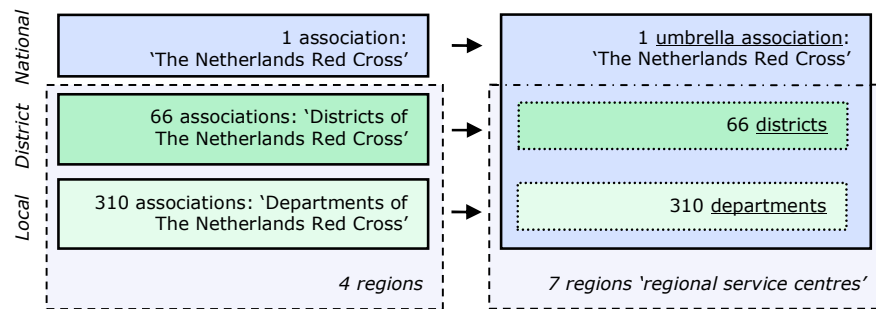 National
1 association:
‘The Netherlands Red Cross’
1 umbrella association:
‘The Netherlands Red Cross’
District
66 associations: ‘Districts of
The Netherlands Red Cross’
66 districts
Local
310 associations: ‘Departments of
The Netherlands Red Cross’
310 departments
4 regions
7 regions ‘regional service centres’